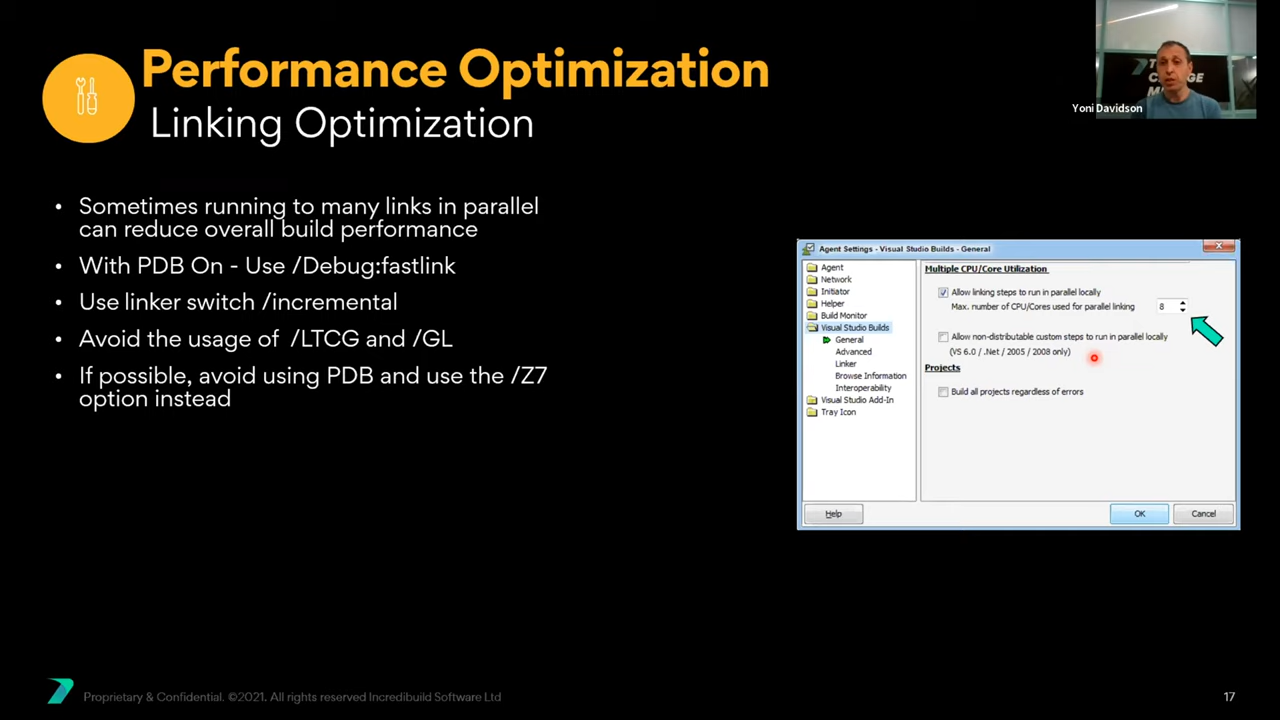 Performance Optimization
Linking Optimization
Yoni Davidson
• Sometimes running to many links in parallel
can reduce overall build performance
• With PDB On - Use /Debug:fastlink
• Use linker switch /incremental
• Avoid the usage of /LTCG and /GL
• If possible, avoid using PDB and use the /Z7
option instead
Agent Settings - Visual Studio Builds - General
Agent
Network
Initiator
Helper
Build Monitor
Visual Studio Builds
General
Advanced
Linker
Browse Information
Interoperability
Visual Studio Add-In
Tray Icon
Multiple CPU/Core Utilization
Allow linking steps to run in parallel locally
Max. number of CPU/Cores used for parallel linking 8
Allow non-distributable custom steps to run in parallel locally
(VS 6.0 / .Net / 2005 / 2008 only)
Projects
Build all projects regardless of errors
Help
OK
Cancel
Proprietary & Confidential. ©2021. All rights reserved Incredibuild Software Ltd
17